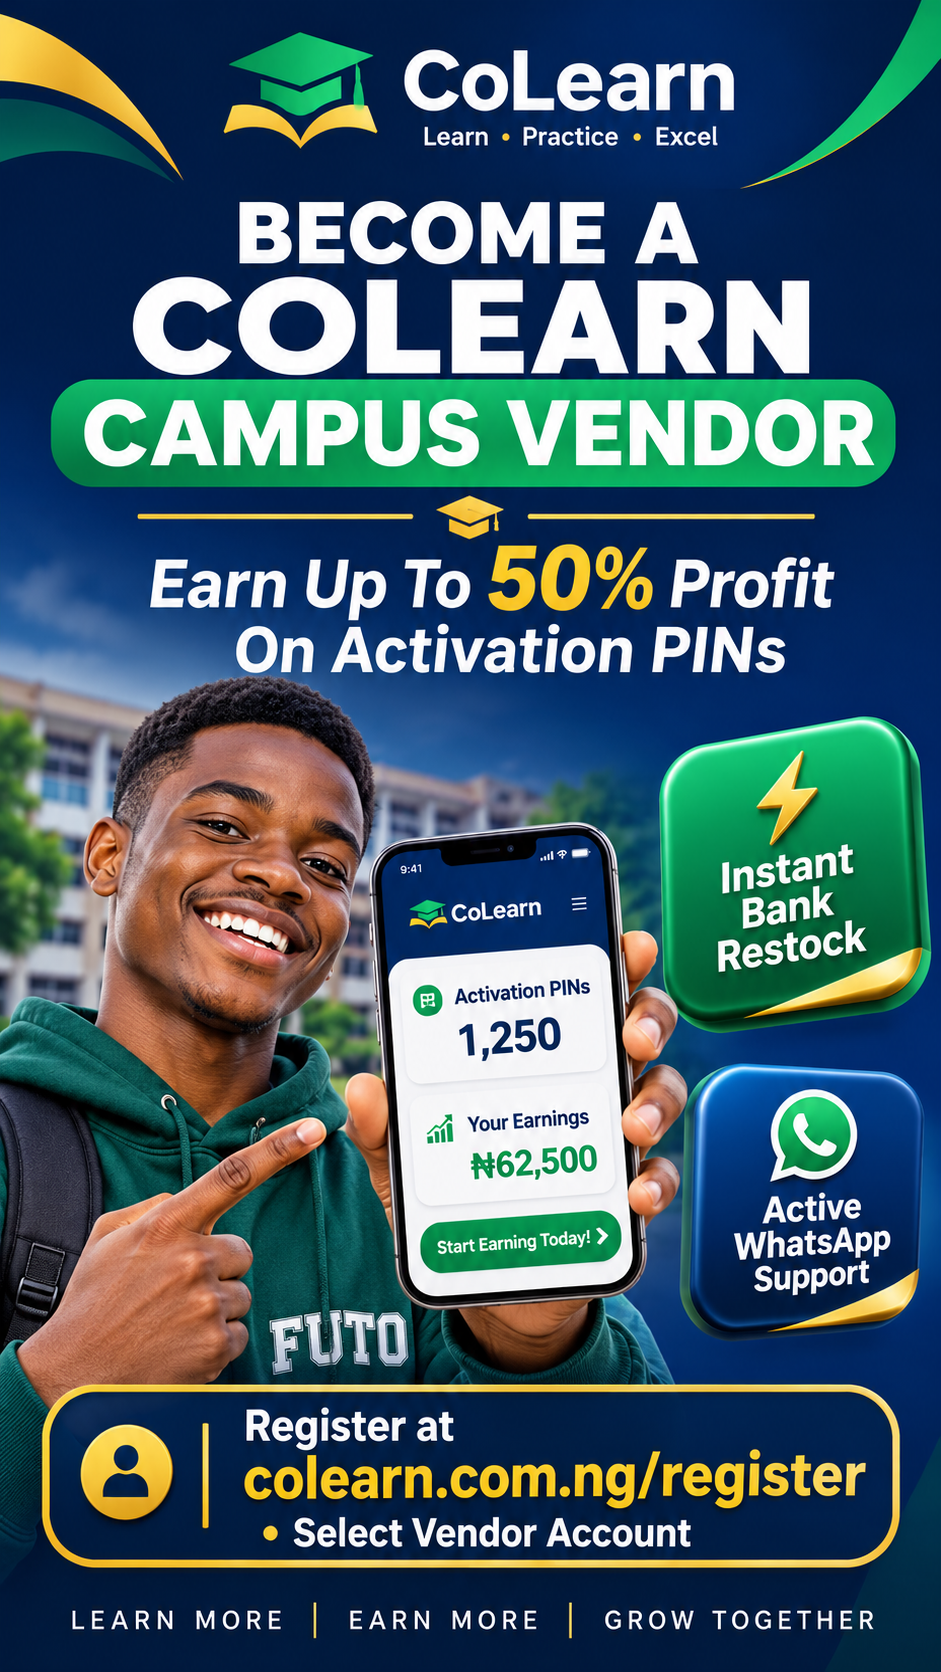 CoLearn
Learn • Practice • Excel
BECOME A
COLEARN
CAMPUS VENDOR
Earn Up To 50% Profit
On Activation PINs
Instant
Bank
Restock
9:41
CoLearn
Activation PINs
1,250
Your Earnings
₦62,500
Start Earning Today!
Active
WhatsApp
Support
FUTO
Register at
colearn.com.ng/register
• Select Vendor Account
LEARN MORE | EARN MORE | GROW TOGETHER